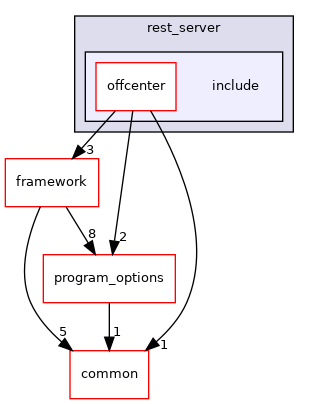 rest_server
offcenter
include
3
framework
8
2
program_options
5
1
1
common